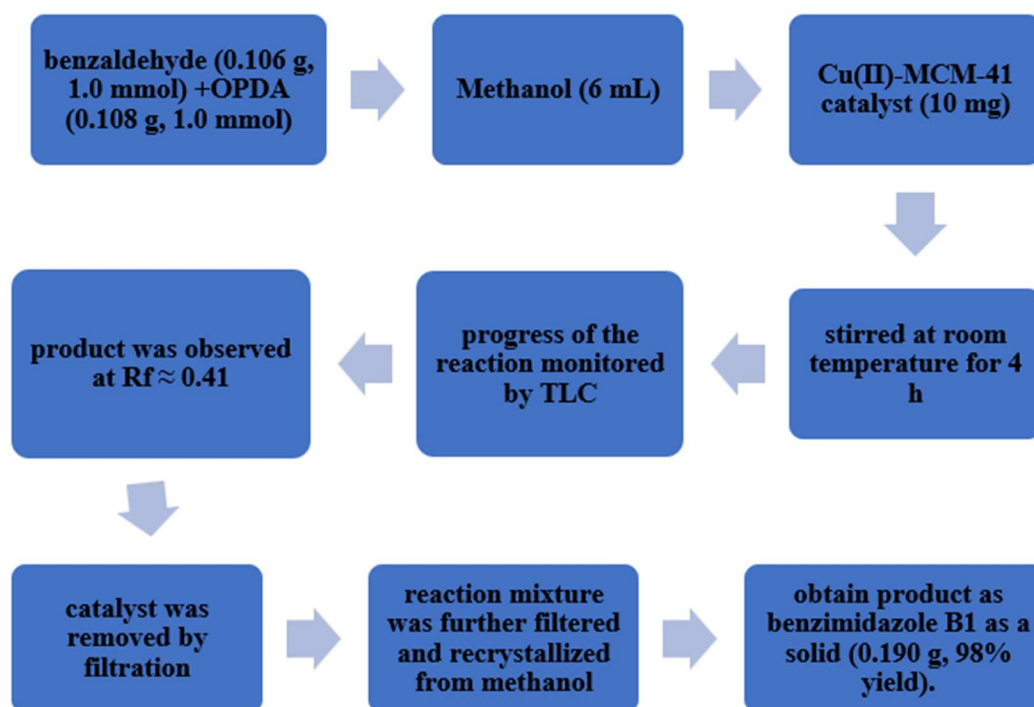 benzaldehyde (0.106 g,
1.0 mmol) +OPDA
(0.108 g, 1.0 mmol)
Methanol (6 mL)
Cu(II)-MCM-41
catalyst (10 mg)
stirred at room
temperature for 4
h
progress of the
reaction monitored
by TLC
product was observed
at Rf ≈ 0.41
catalyst was
removed by
filtration
reaction mixture
was further filtered
and recrystallized
from methanol
obtain product as
benzimidazole B1 as a
solid (0.190 g, 98%
yield).